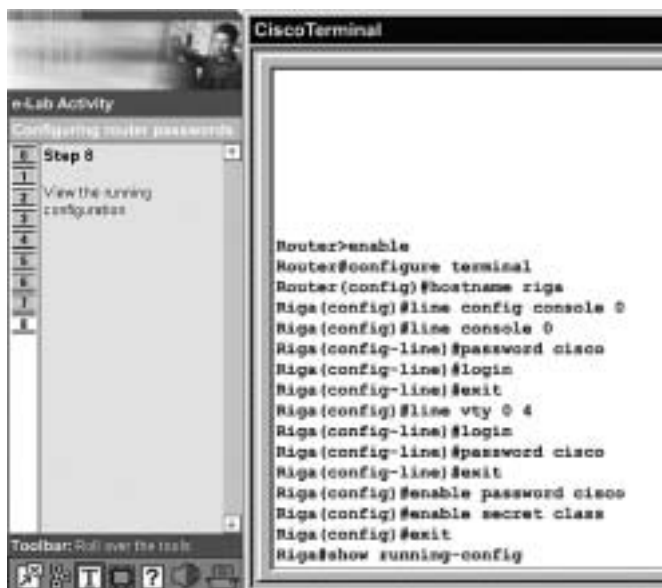 CiscoTerminal
e-Lab Activity
Configuring router passwords
0
1
2
3
4
5
6
7
8
Step 8
View the running
configuration
Router>enable
Router#configure terminal
Router(config)#hostname riga
Riga(config)#line config console 0
Riga(config)#line console 0
Riga(config-line)#password cisco
Riga(config-line)#login
Riga(config-line)#exit
Riga(config)#line vty 0 4
Riga(config-line)#login
Riga(config-line)#password cisco
Riga(config-line)#exit
Riga(config)#enable password cisco
Riga(config)#enable secret class
Riga(config)#exit
Riga#show running-config
Toolbar: Roll over the tools
T
?